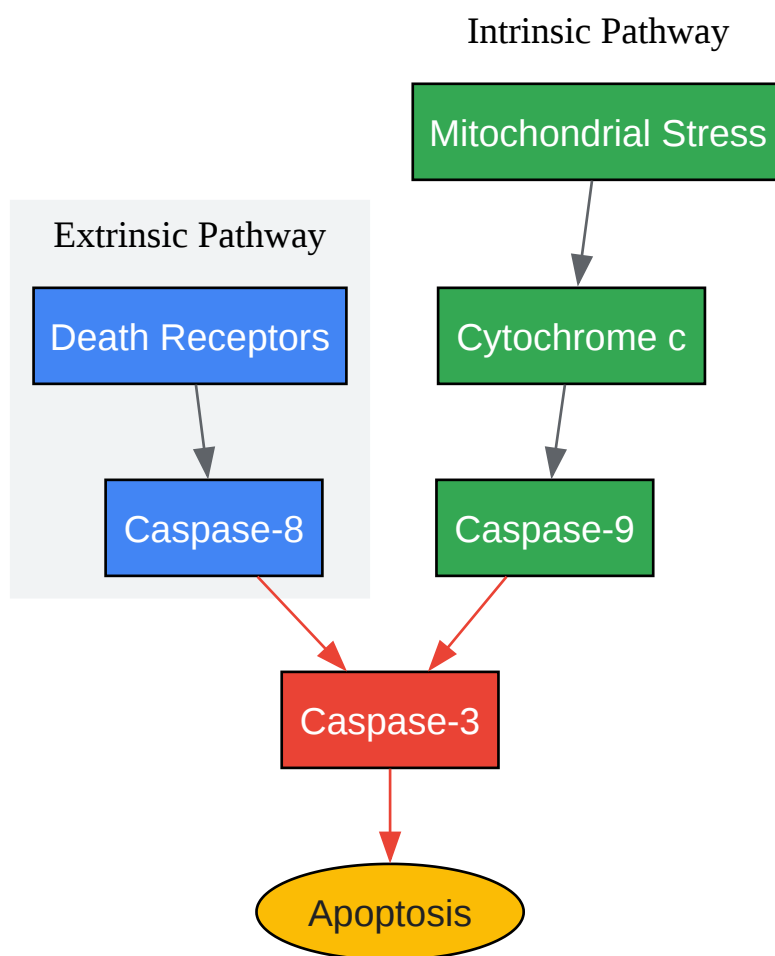 Intrinsic Pathway
Mitochondrial Stress
Extrinsic Pathway
Death Receptors
Cytochrome c
Caspase-8
Caspase-9
Caspase-3
Apoptosis